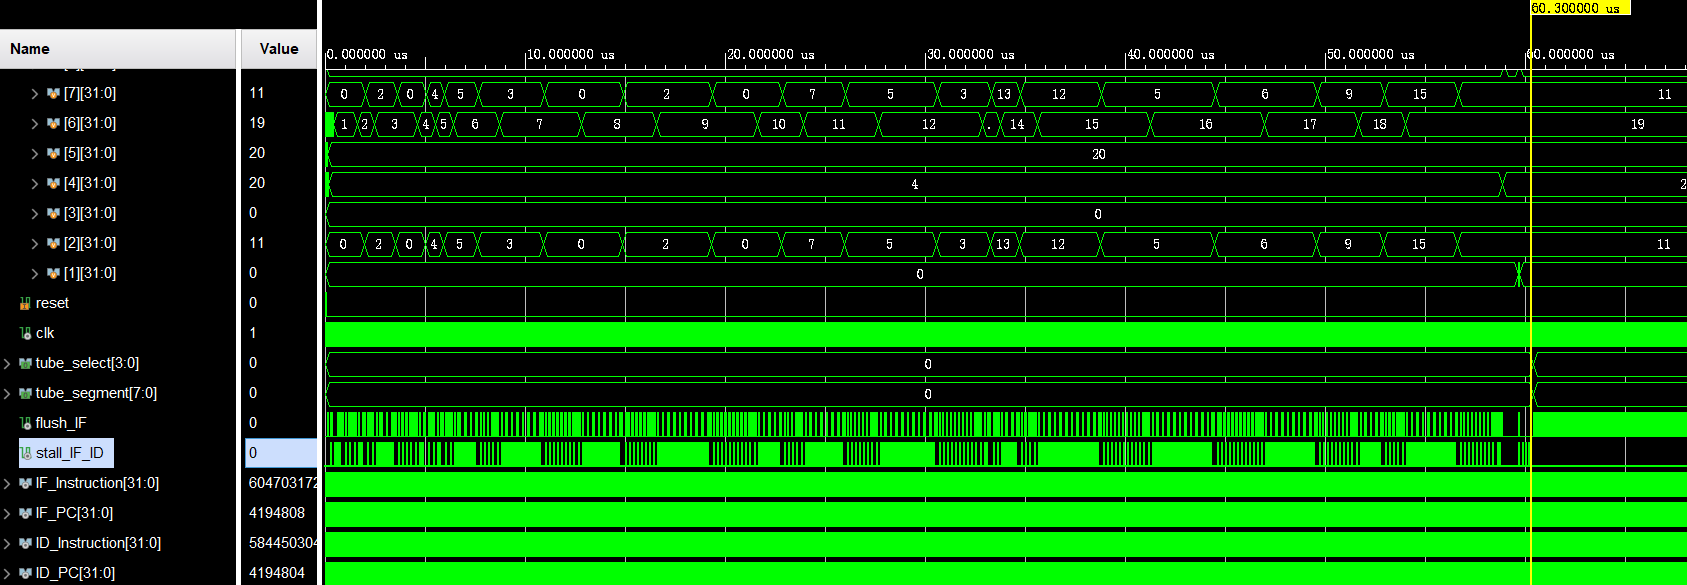 60.300000 us
Name Value
0.000000 us 10.000000 us 20.000000 us 30.000000 us 40.000000 us 50.000000 us 60.000000 us
[7][31:0] 11 0 2 0 4 5 3 0 2 0 7 5 3 13 12 5 6 9 15 11
[6][31:0] 19 1 2 3 4 5 6 7 8 9 10 11 12 . 14 15 16 17 18 19
[5][31:0] 20 20
[4][31:0] 20 4 2
[3][31:0] 0 0
[2][31:0] 11 0 2 0 4 5 3 0 2 0 7 5 3 13 12 5 6 9 15 11
[1][31:0] 0 0
reset 0
clk 1
tube_select[3:0] 0 0
tube_segment[7:0] 0 0
flush_IF 0
stall_IF_ID 0
IF_Instruction[31:0] 604703172
IF_PC[31:0] 4194808
ID_Instruction[31:0] 584450304
ID_PC[31:0] 4194804